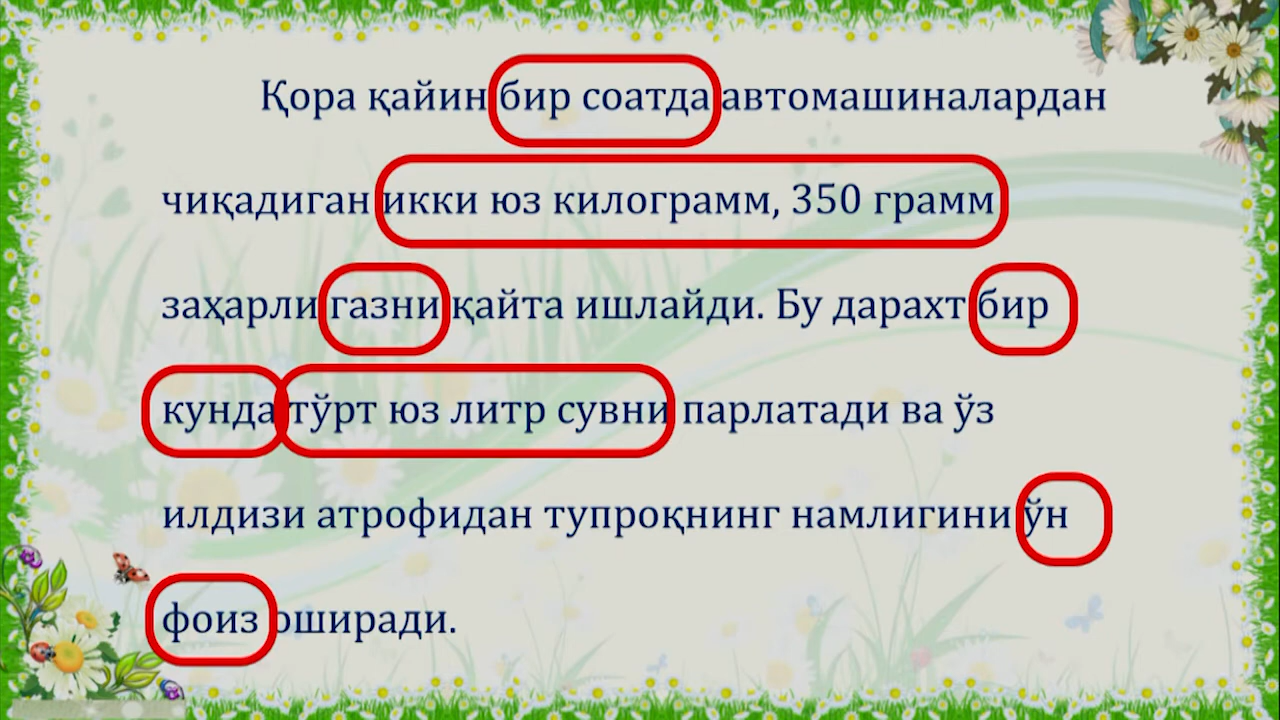 Қора қайин бир соатда автомашиналардан
чиқадиган икки юз килограмм, 350 грамм
заҳарли газни қайта ишлайди. Бу дарахт бир
кунда тўрт юз литр сувни парлатади ва ўз
илдизи атрофидан тупроқнинг намлигини ўн
фоиз оширади.